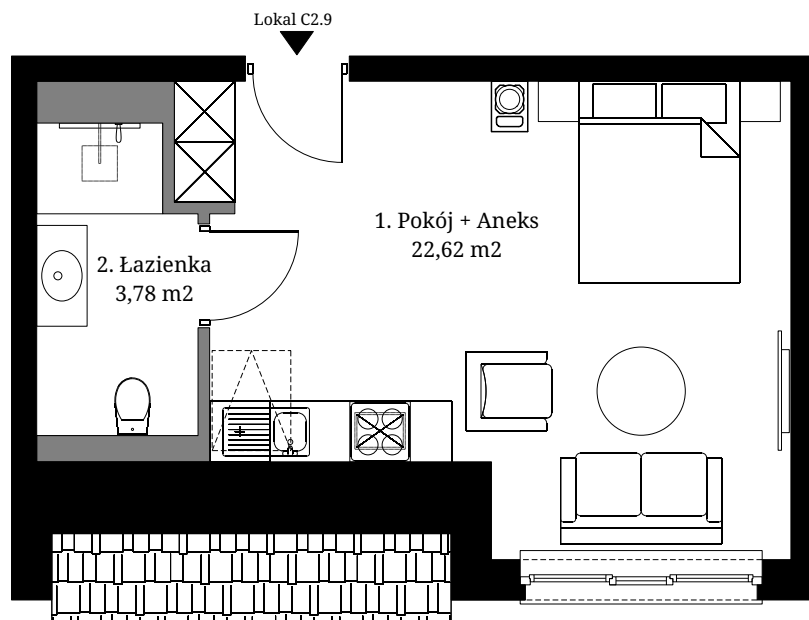 Lokal C2.9
1. Pokój + Aneks
22,62 m2
2. Łazienka
3,78 m2